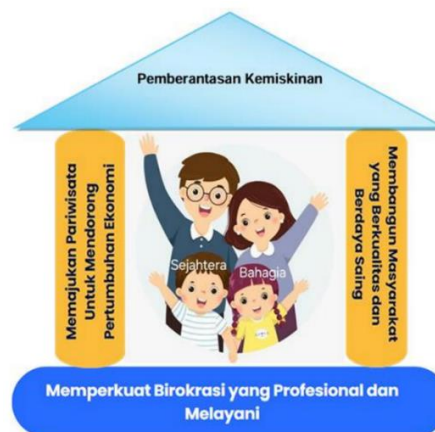 Pemberantasan Kemiskinan
Memajukan Pariwisata
Untuk Mendorong
Pertumbuhan Ekonomi
Sejahtera
Bahagia
Membangun Masyarakat
yang Berkualitas dan
Berdaya Saing
Memperkuat Birokrasi yang Profesional dan
Melayani